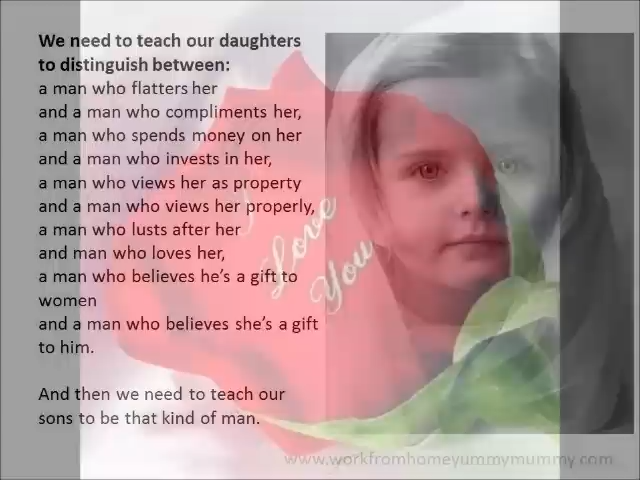 We need to teach our daughters
to distinguish between:
a man who flatters her
and a man who compliments her,
a man who spends money on her
and a man who invests in her,
a man who views her as property
and a man who views her properly,
a man who lusts after her
and man who loves her,
a man who believes he's a gift to
women
and a man who believes she's a gift
to him.
And then we need to teach our
sons to be that kind of man.
I
Love
You
www.workfromhomeyummymummy.com